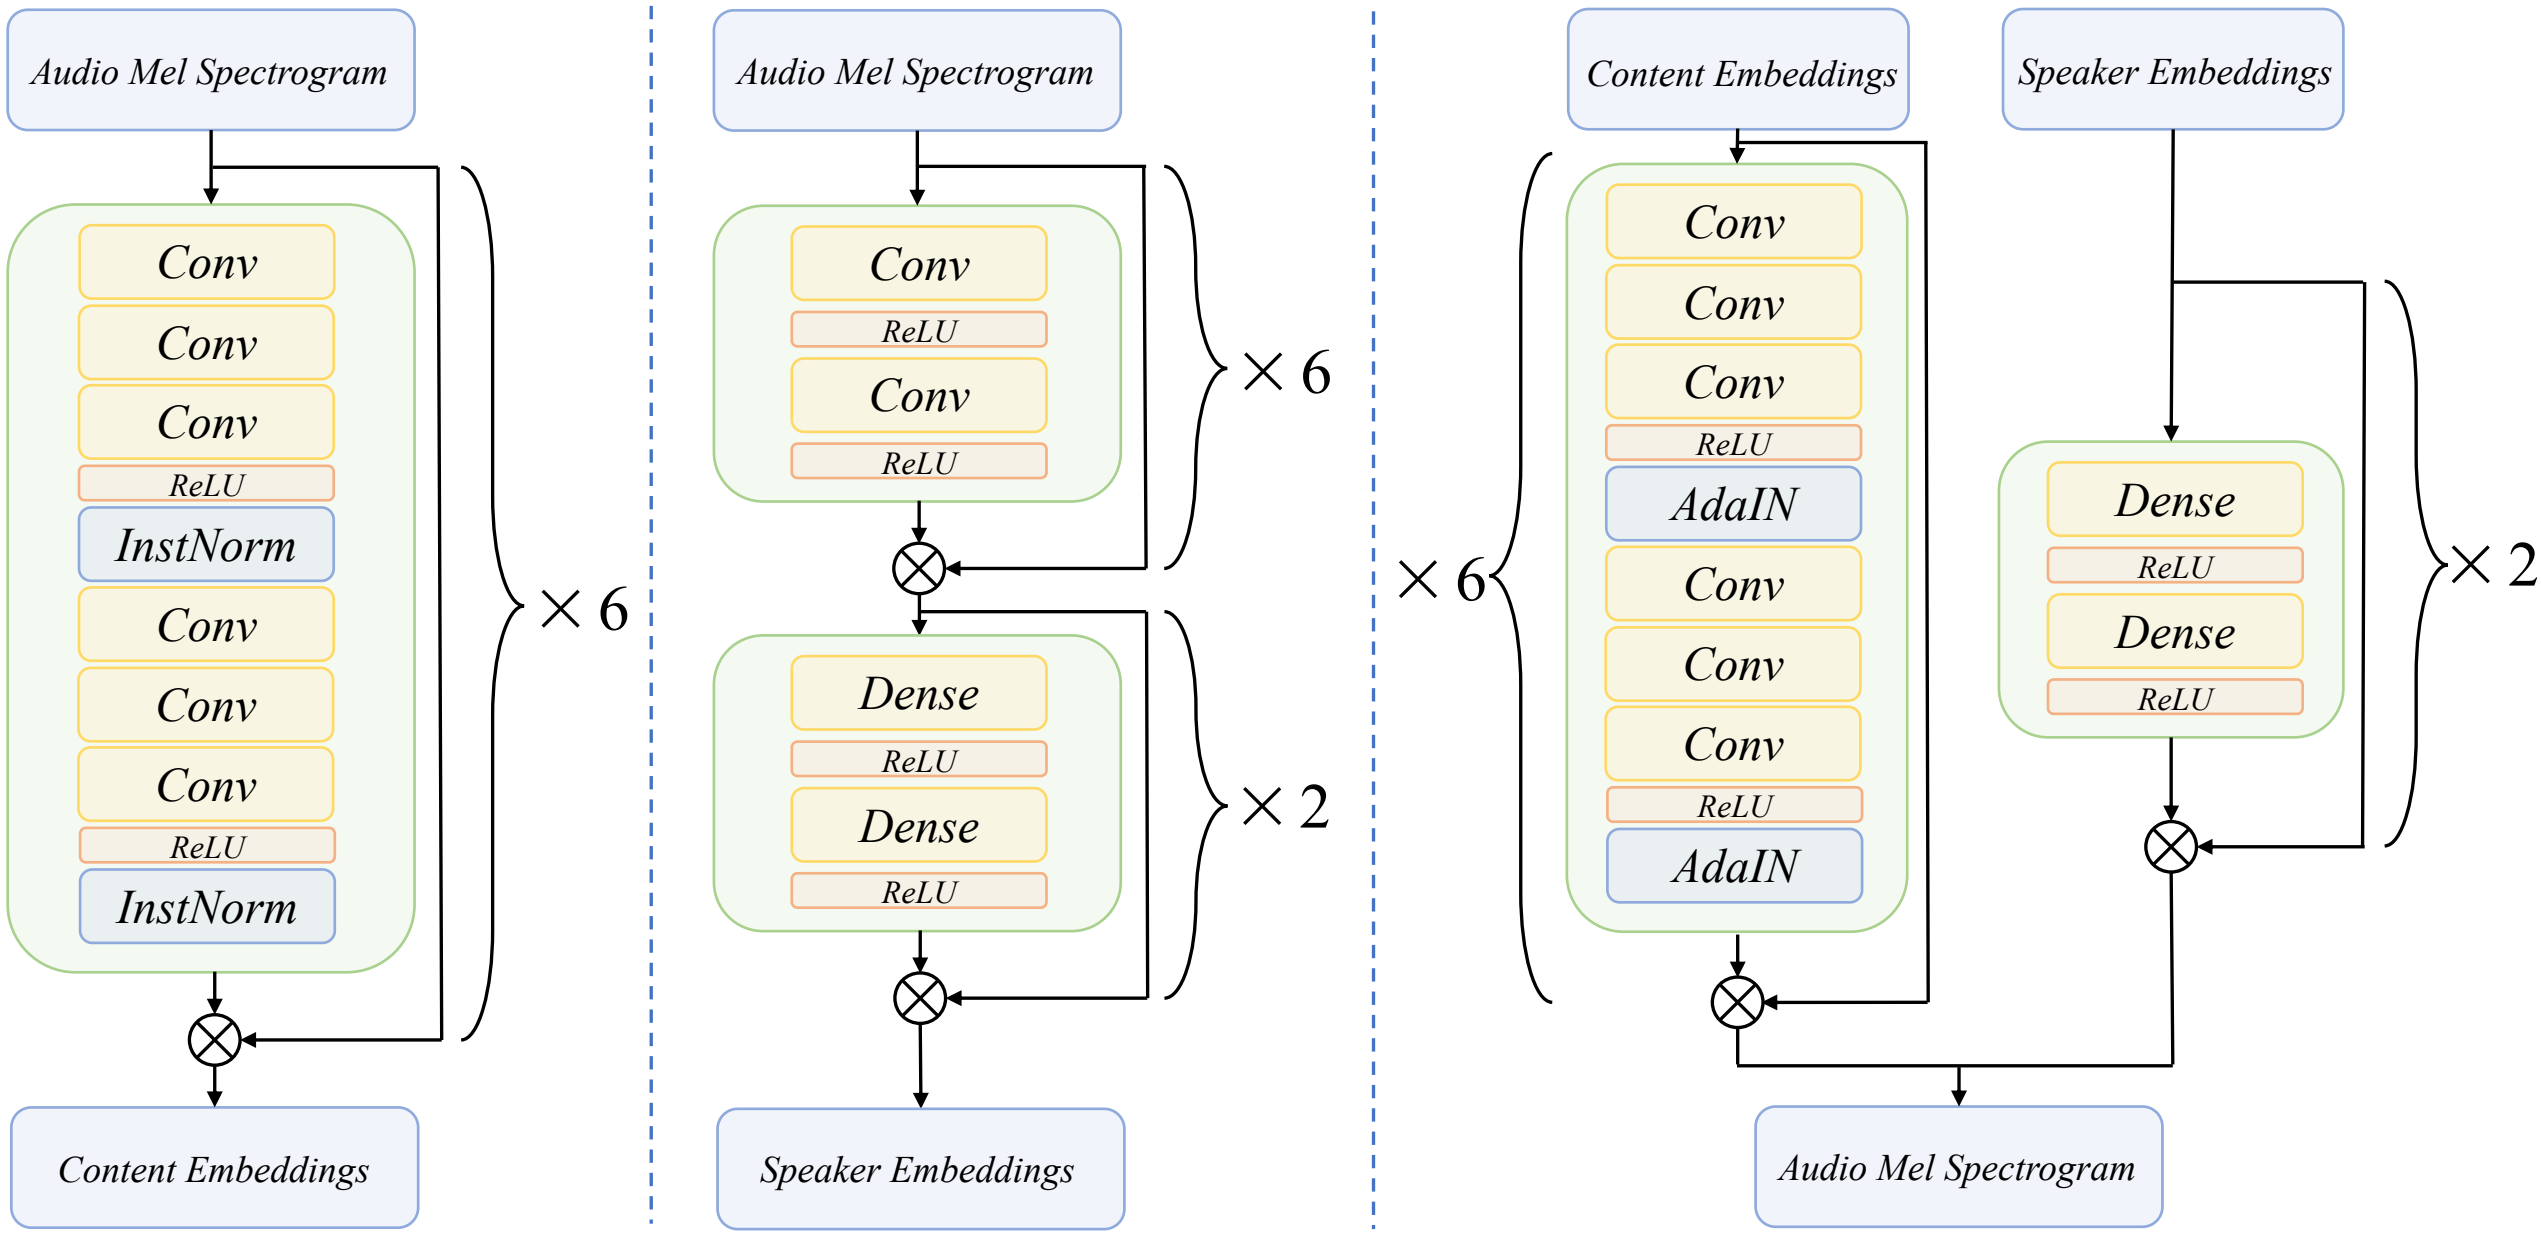 Audio Mel Spectrogram
Conv
Conv
Conv
ReLU
InstNorm
Conv
Conv
Conv
ReLU
InstNorm
× 6
Content Embeddings
Audio Mel Spectrogram
Conv
ReLU
Conv
ReLU
× 6
Dense
ReLU
Dense
ReLU
× 2
Speaker Embeddings
Content Embeddings
× 6
Conv
Conv
Conv
ReLU
AdaIN
Conv
Conv
Conv
ReLU
AdaIN
Speaker Embeddings
Dense
ReLU
Dense
ReLU
× 2
Audio Mel Spectrogram